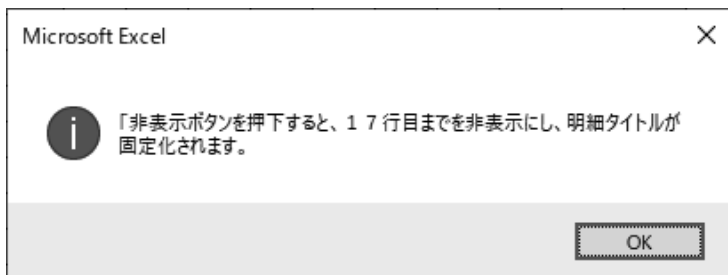 Microsoft Excel
「非表示ボタンを押下すると、１７行目までを非表示にし、明細タイトルが
固定化されます。
OK